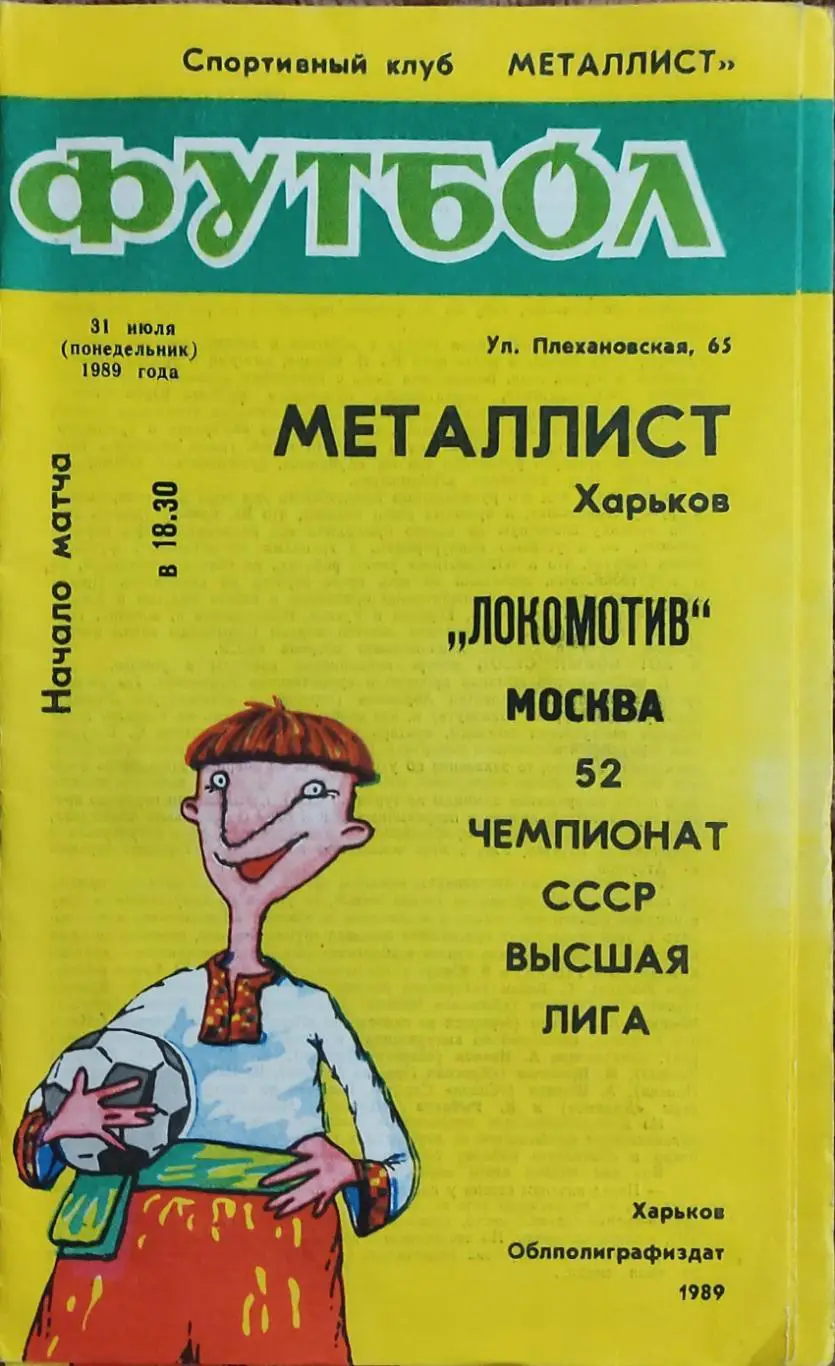 Спортивный клуб МЕТАЛЛИСТ»
ФУТБОЛ
31 июля
(понедельник)
1989 года
Ул. Плехановская, 65
МЕТАЛЛИСТ
Харьков
Начало матча
в 18.30
„ЛОКОМОТИВ“
МОСКВА
52
ЧЕМПИОНАТ
СССР
ВЫСШАЯ
ЛИГА
Харьков
Облполиграфиздат
1989